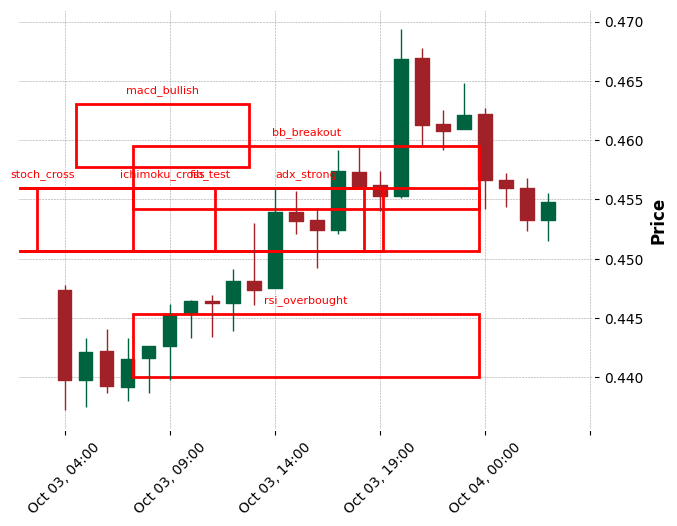 0.470
macd_bullish
0.465
bb_breakout
0.460
stoch_cross
ichimoku_cross
fib_test
adx_strong
0.455
Price
0.450
rsi_overbought
0.445
0.440
Oct 03, 04:00
Oct 03, 09:00
Oct 03, 14:00
Oct 03, 19:00
Oct 04, 00:00